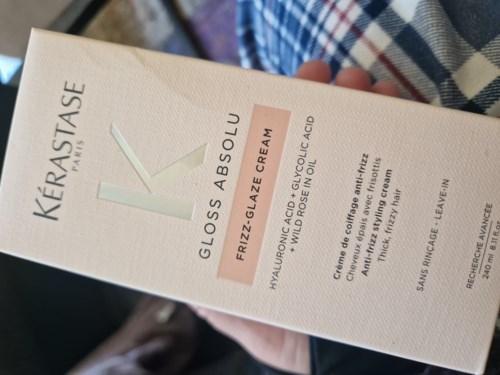 KÉRASTASE
PARIS
K
GLOSS ABSOLU
FRIZZ-GLAZE CREAM
HYALURONIC ACID + GLYCOLIC ACID
+ WILD ROSE IN OIL
Crème de coiffage anti-frizz
Cheveux épais avec frisottis
Anti-frizz styling cream
Thick, frizzy hair
SANS RINCAGE - LEAVE-IN
RECHERCHE AVANCÉE
240 ml 8.11 fl.oz